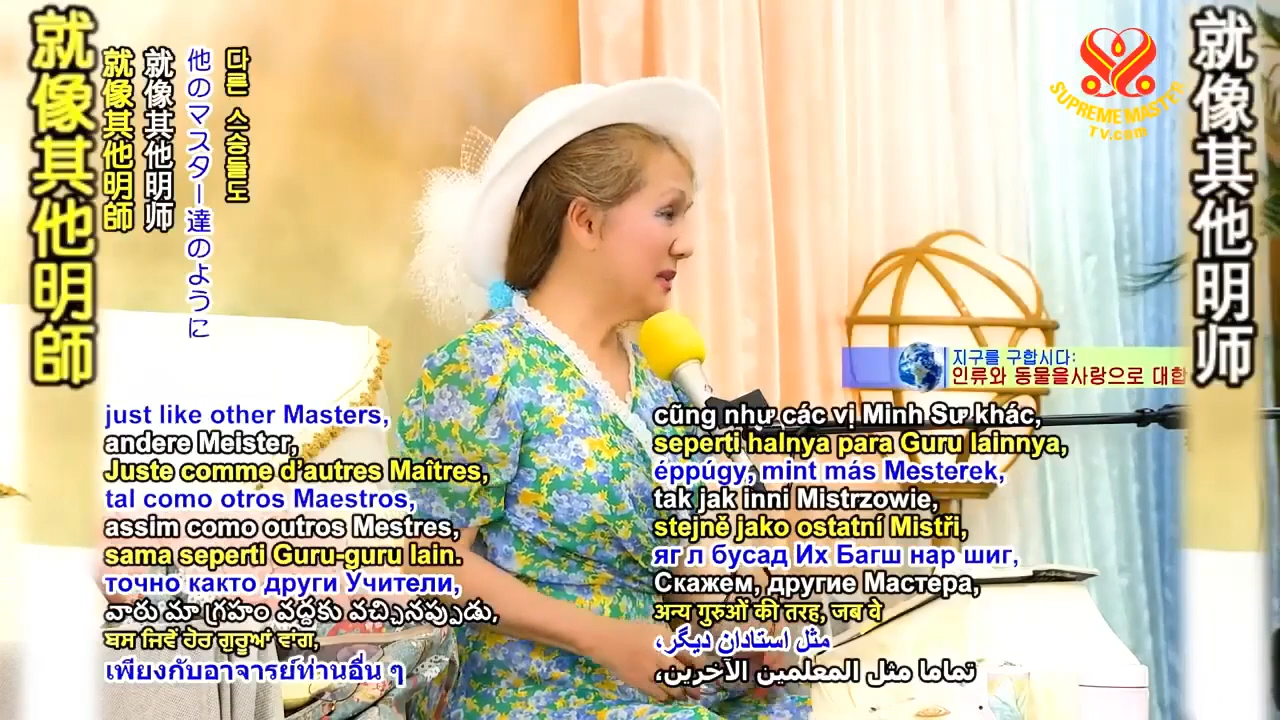 就像其他明師
就像其他明師
就像其他明师
他のマスター達のように
다른 스승들도
SUPREME MASTER
TV.com
就像其他明师
지구를 구합시다:
인류와 동물을사랑으로 대합
just like other Masters,
andere Meister,
Juste comme d’autres Maîtres,
tal como otros Maestros,
assim como outros Mestres,
sama seperti Guru-guru lain.
точно както други Учители,
వారు మా గ్రహం వద్దకు వచ్చినప్పుడు,
ਬਸ ਜਿਵੇਂ ਹੋਰ ਗੁਰੂਆਂ ਵਾਂਗ,
เพียงกับอาจารย์ท่านอื่น ๆ
cũng như các vị Minh Sư khác,
seperti halnya para Guru lainnya,
éppúgy, mint más Mesterek,
tak jak inni Mistrzowie,
stejně jako ostatní Mistři,
яг л бусад Их Багш нар шиг,
Скажем, другие Мастера,
अन्य गुरुओं की तरह, जब वे
مثل استادان دیگر،
تماما مثل المعلمين الآخرين،